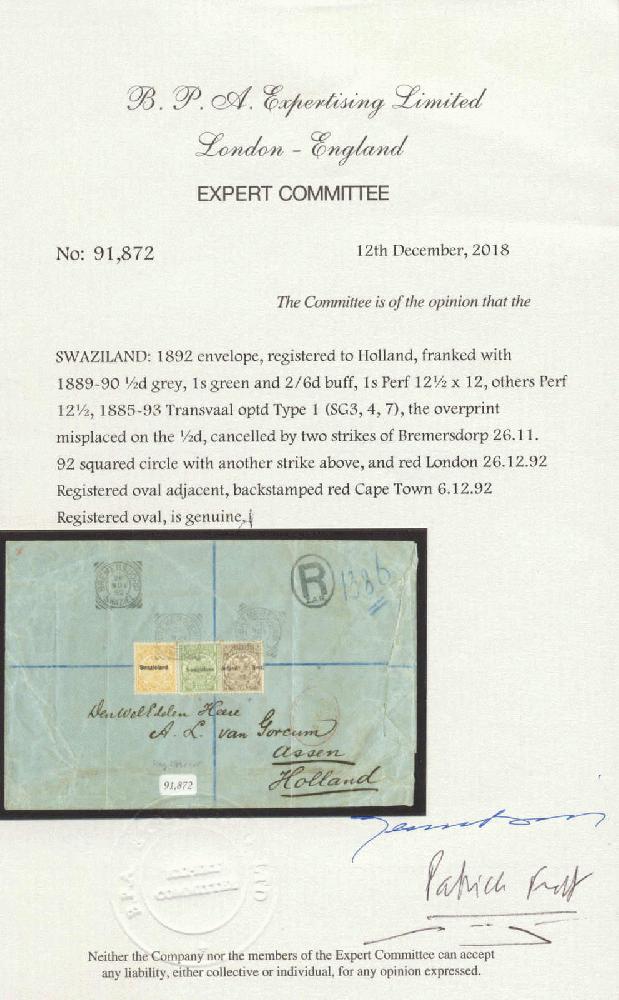 B. P. A. Expertising Limited
London - England
EXPERT COMMITTEE
No: 91,872
12th December, 2018
The Committee is of the opinion that the
SWAZILAND: 1892 envelope, registered to Holland, franked with
1889-90 ½d grey, 1s green and 2/6d buff, 1s Perf 12½ x 12, others Perf
12½, 1885-93 Transvaal optd Type 1 (SG3, 4, 7), the overprint
misplaced on the ½d, cancelled by two strikes of Bremersdorp 26.11.
92 squared circle with another strike above, and red London 26.12.92
Registered oval adjacent, backstamped red Cape Town 6.12.92
Registered oval, is genuine.
R
1386
Swaziland
Swaziland
A. L. van Gorcum
Assen
Holland
91,872
B.P.A.
EXPERT
COMMITTEE
Patrick
Neither the Company nor the members of the Expert Committee can accept
any liability, either collective or individual, for any opinion expressed.